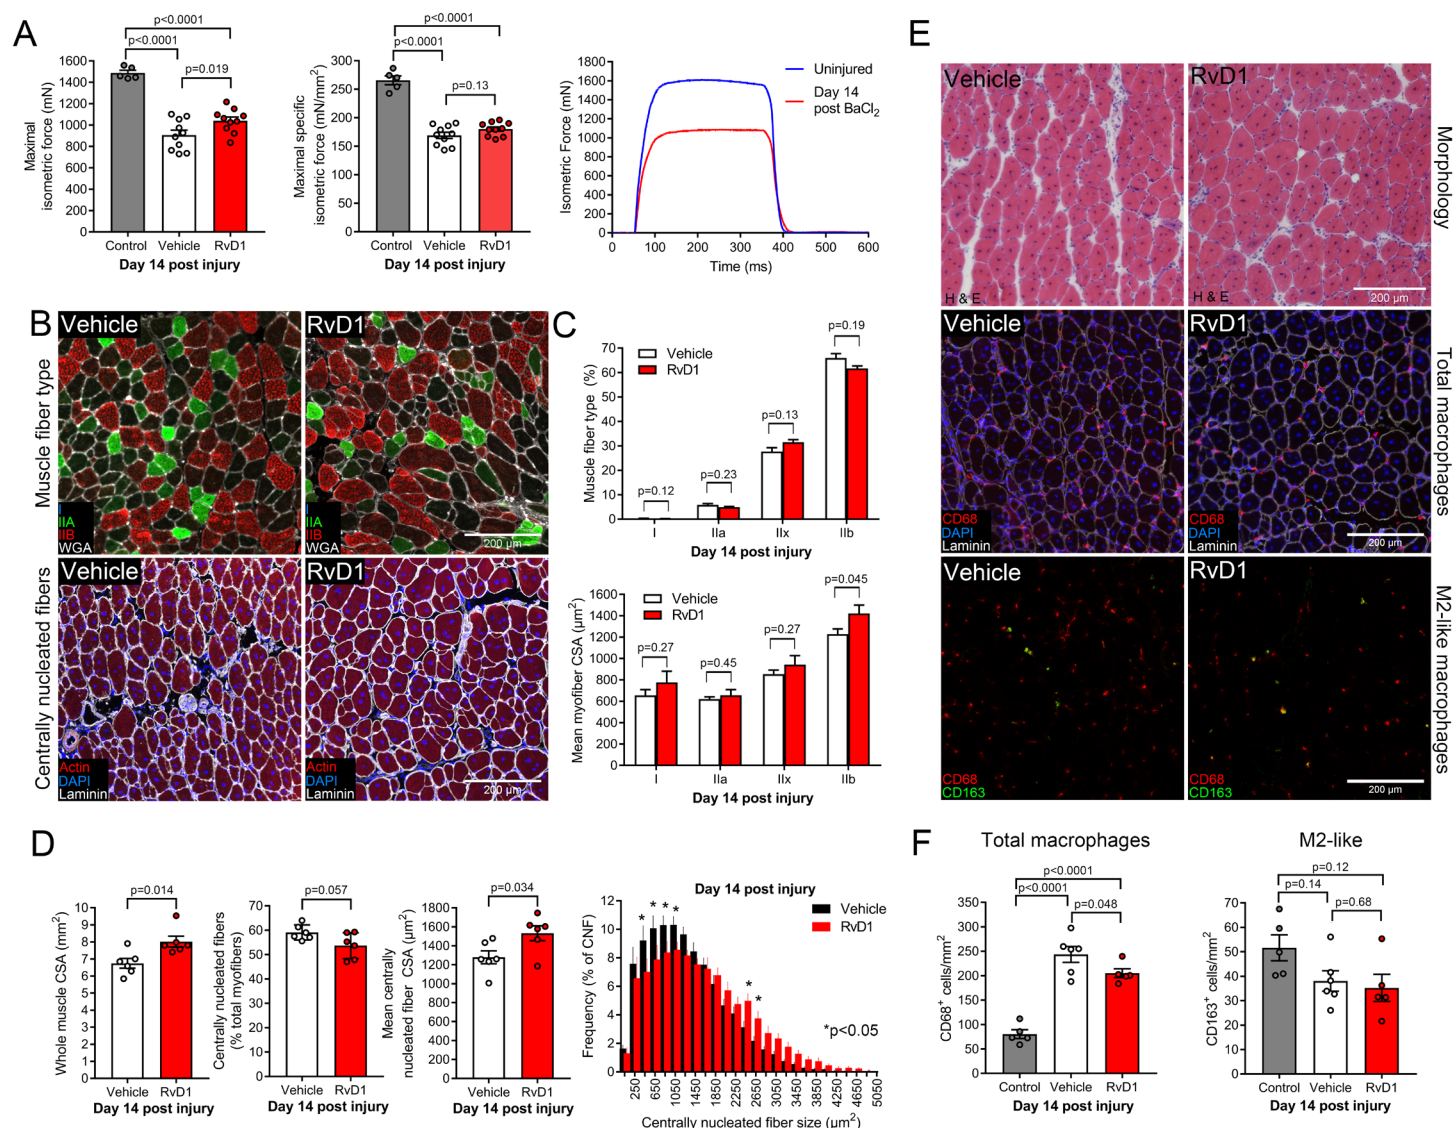 A
p<0.0001
p<0.0001
p=0.019
1600
1400
1200
1000
800
600
400
200
0
Maximal
isometric force (mN)
Control Vehicle RvD1
Day 14 post injury
p<0.0001
p<0.0001
p=0.13
300
250
200
150
100
50
0
Maximal specific
isometric force (mN/mm²)
Control Vehicle RvD1
Day 14 post injury
1800
1600
1400
1200
1000
800
600
400
200
0
Isometric Force (mN)
Uninjured
Day 14
post BaCl₂
0 100 200 300 400 500 600
Time (ms)
B
Muscle fiber type
Vehicle
I
IIA
IIB
WGA
RvD1
I
IIA
IIB
WGA
200 µm
Centrally nucleated fibers
Vehicle
Actin
DAPI
Laminin
RvD1
Actin
DAPI
Laminin
200 µm
C
p=0.19
p=0.13
p=0.23
p=0.12
Vehicle
RvD1
70
60
50
40
30
20
10
0
Muscle fiber type (%)
I IIa IIx IIb
Day 14 post injury
p=0.045
p=0.27
p=0.45
p=0.27
Vehicle
RvD1
1600
1400
1200
1000
800
600
400
200
0
Mean myofiber CSA (µm²)
I IIa IIx IIb
Day 14 post injury
D
p=0.014
10
9
8
7
6
5
4
3
2
1
0
Whole muscle CSA (mm²)
Vehicle RvD1
Day 14 post injury
p=0.057
70
60
50
40
30
20
10
0
Centrally nucleated fibers
(% total myofibers)
Vehicle RvD1
Day 14 post injury
p=0.034
1800
1600
1400
1200
1000
800
600
400
200
0
Mean centrally
nucleated fiber CSA (µm²)
Vehicle RvD1
Day 14 post injury
Day 14 post injury
Vehicle
RvD1
12
10
8
6
4
2
0
Frequency (% of CNF)
* * * *
* *
*p<0.05
250 650 1050 1450 1850 2250 2650 3050 3450 3850 4250 4650 5050
Centrally nucleated fiber size (µm²)
E
Vehicle
H & E
RvD1
H & E
200 µm
Morphology
Vehicle
CD68
DAPI
Laminin
RvD1
CD68
DAPI
Laminin
200 µm
Total macrophages
Vehicle
CD68
CD163
RvD1
CD68
CD163
200 µm
M2-like macrophages
F
Total macrophages
p<0.0001
p<0.0001
p=0.048
350
300
250
200
150
100
50
0
CD68⁺ cells/mm²
Control Vehicle RvD1
Day 14 post injury
M2-like
p=0.12
p=0.14
p=0.68
70
60
50
40
30
20
10
0
CD163⁺ cells/mm²
Control Vehicle RvD1
Day 14 post injury